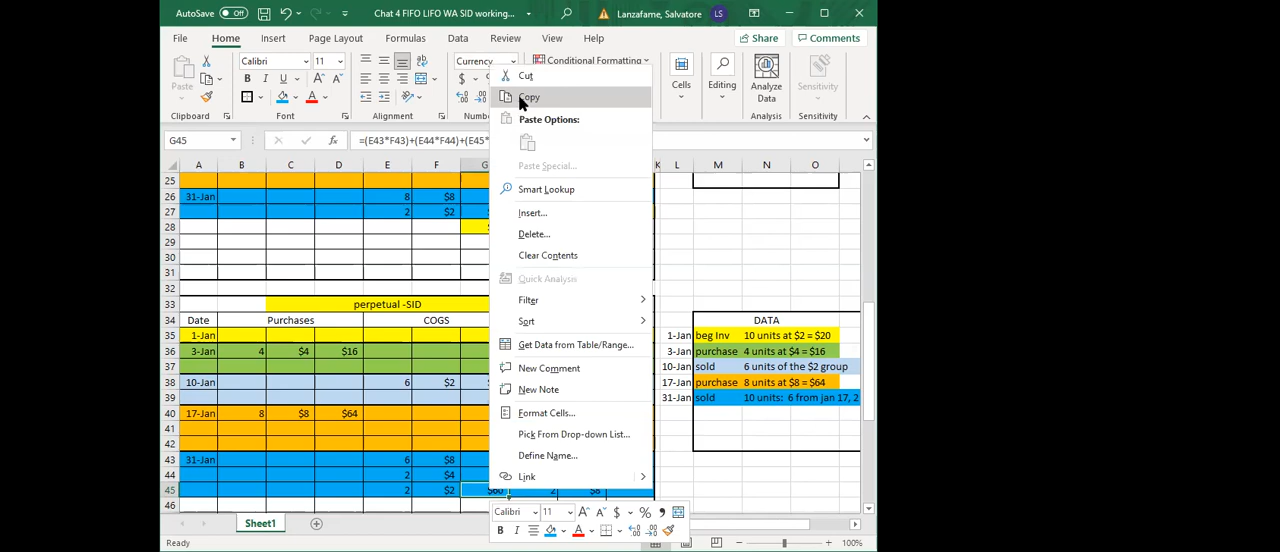 AutoSave Off Chat 4 FIFO LIFO WA SID working... Lanzafame, Salvatore LS
File Home Insert Page Layout Formulas Data Review View Help Share Comments
Paste Calibri 11 Currency Conditional Formatting Cells Editing Analyze Data Sensitivity
Clipboard Font Alignment Analysis Sensitivity
G45 fx =(E43*F43)+(E44*F44)+(E45*
A B C D E F G K L M N O
25
26 31-Jan 8 $8
27 2 $2
28
29
30
31
32
33 perpetual -SID
34 Date Purchases COGS DATA
35 1-Jan 1-Jan beg Inv 10 units at $2 = $20
36 3-Jan 4 $4 $16 3-Jan purchase 4 units at $4 = $16
37 10-Jan sold 6 units of the $2 group
38 10-Jan 6 $2 17-Jan purchase 8 units at $8 = $64
39 31-Jan sold 10 units: 6 from jan 17, 2
40 17-Jan 8 $8 $64
41
42
43 31-Jan 6 $8
44 2 $4
45 2 $2 $60 2 $8
46
Cut
Copy
Paste Options:
Paste Special...
Smart Lookup
Insert...
Delete...
Clear Contents
Quick Analysis
Filter
Sort
Get Data from Table/Range...
New Comment
New Note
Format Cells...
Pick From Drop-down List...
Define Name...
Link
Calibri 11 A A $ % 9
B A
Sheet1
Ready 100%